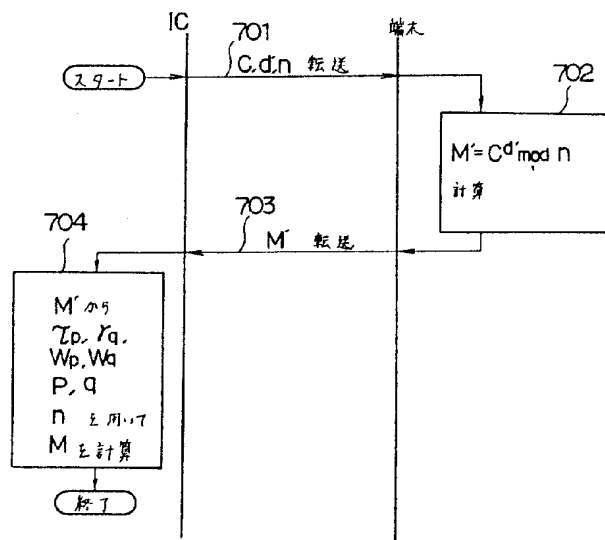 IC
端末
701
スタート
C,d',n 転送
702
M'=C^d' mod n
計算
703
M' 転送
704
M'から
γp, γq,
Wp, Wq
P, q
n を用いて
M を計算
終了